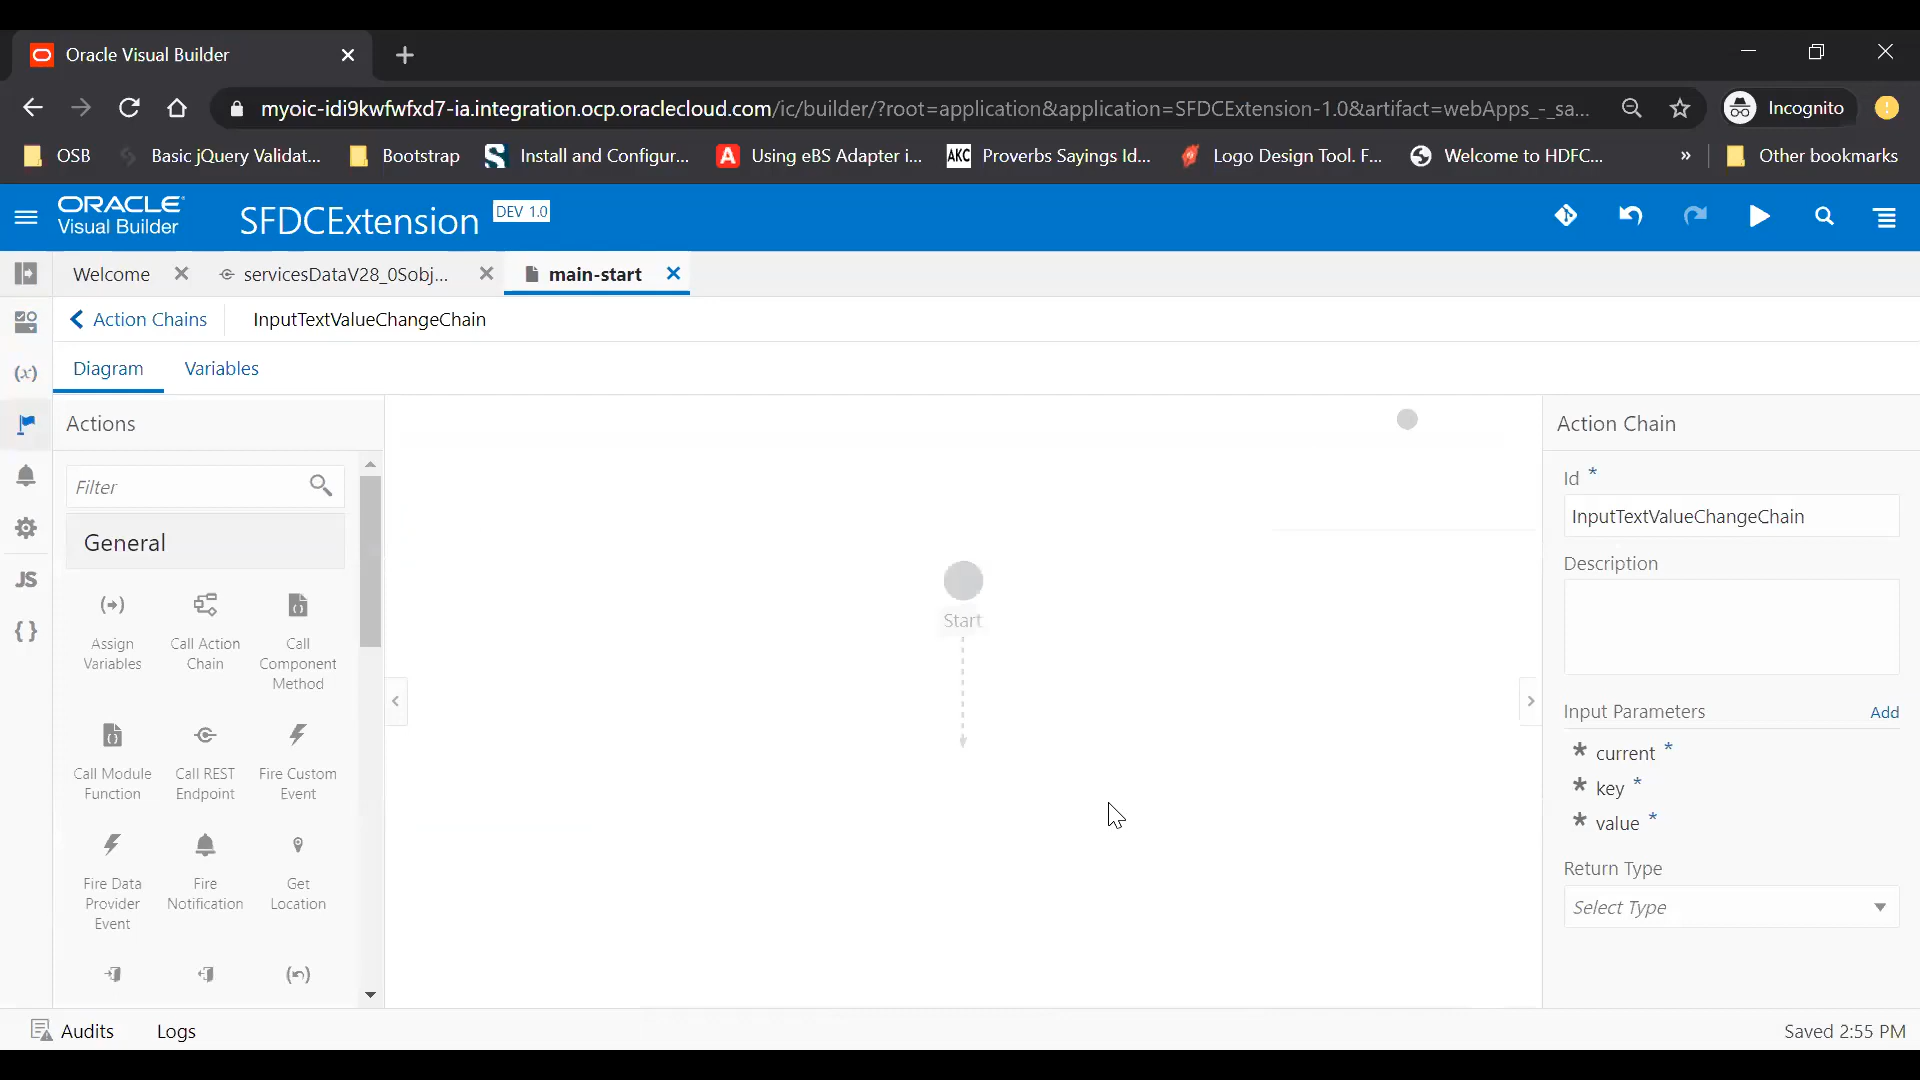 Oracle Visual Builder
myoic-idi9kwfwfxd7-ia.integration.ocp.oraclecloud.com/ic/builder/?root=application&application=SFDCExtension-1.0&artifact=webApps_-_sa...
Incognito
OSB
Basic jQuery Validat...
Bootstrap
Install and Configur...
Using eBS Adapter i...
AKC
Proverbs Sayings Id...
Logo Design Tool. F...
Welcome to HDFC...
»
Other bookmarks
ORACLE
Visual Builder
SFDCExtension
DEV 1.0
Welcome
servicesDataV28_0Sobj...
main-start
Action Chains
InputTextValueChangeChain
Diagram
Variables
(x)
JS
{ }
Actions
Filter
General
Assign
Variables
Call Action
Chain
Call
Component
Method
Call Module
Function
Call REST
Endpoint
Fire Custom
Event
Fire Data
Provider
Event
Fire
Notification
Get
Location
Start
Action Chain
Id *
InputTextValueChangeChain
Description
Input Parameters
Add
* current *
* key *
* value *
Return Type
Select Type
Audits
Logs
Saved 2:55 PM